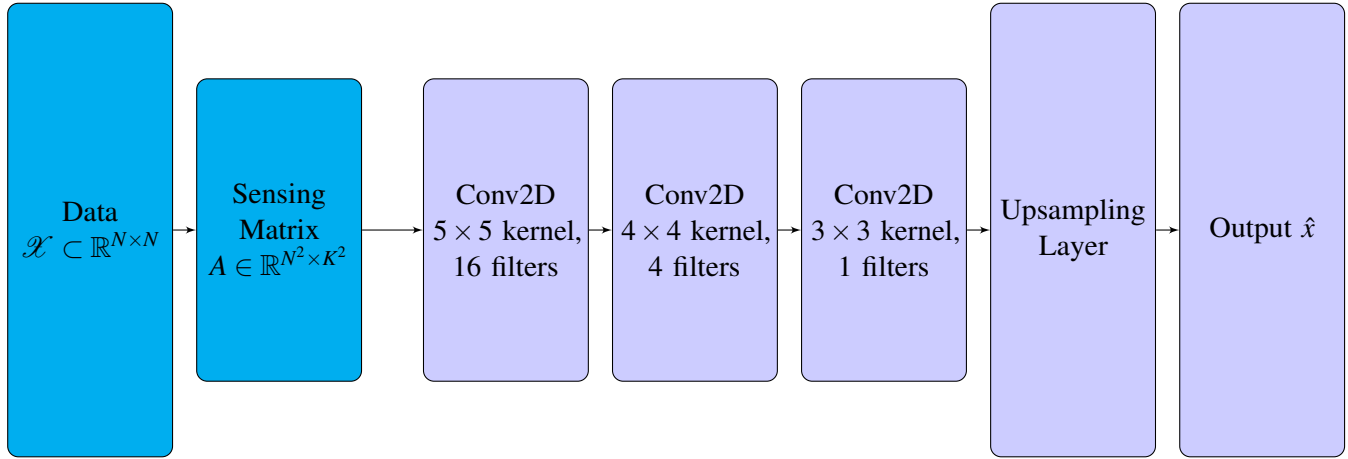 Data
𝒳 ⊂ ℝ^{N×N}
Sensing
Matrix
A ∈ ℝ^{N²×K²}
Conv2D
5 × 5 kernel,
16 filters
Conv2D
4 × 4 kernel,
4 filters
Conv2D
3 × 3 kernel,
1 filters
Upsampling
Layer
Output x̂